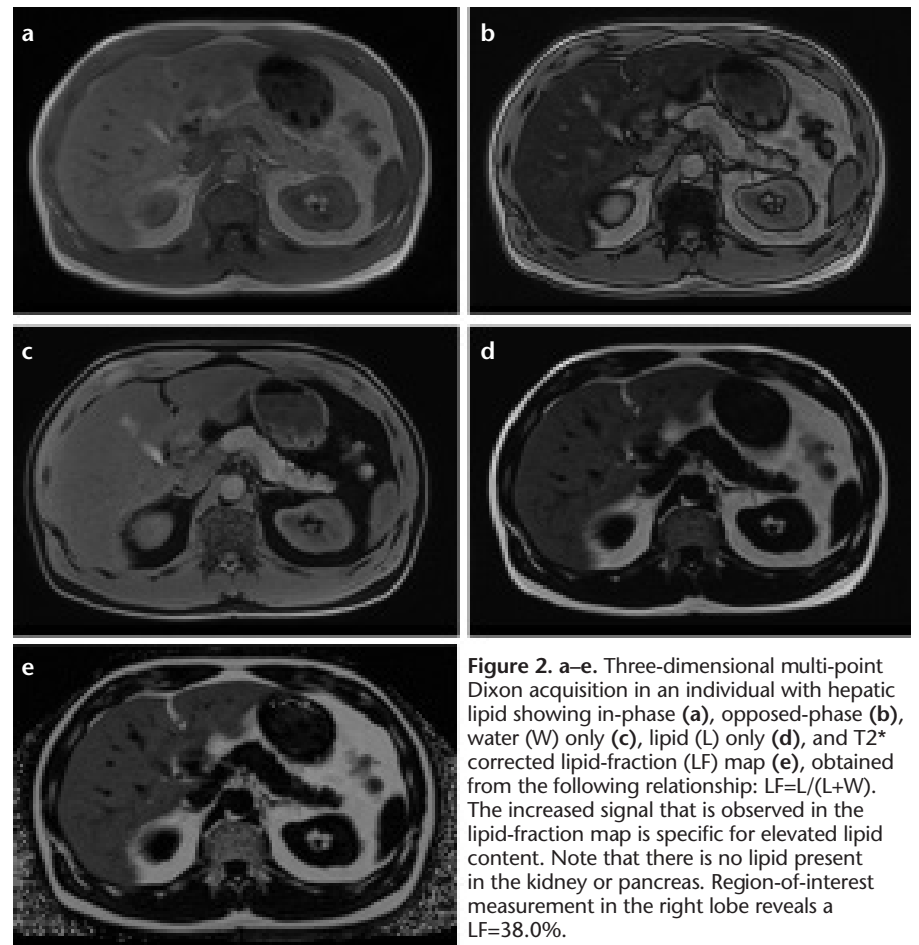 a
b
c
d
e
Figure 2. a–e. Three-dimensional multi-point
Dixon acquisition in an individual with hepatic
lipid showing in-phase (a), opposed-phase (b),
water (W) only (c), lipid (L) only (d), and T2*
corrected lipid-fraction (LF) map (e), obtained
from the following relationship: LF=L/(L+W).
The increased signal that is observed in the
lipid-fraction map is specific for elevated lipid
content. Note that there is no lipid present
in the kidney or pancreas. Region-of-interest
measurement in the right lobe reveals a
LF=38.0%.